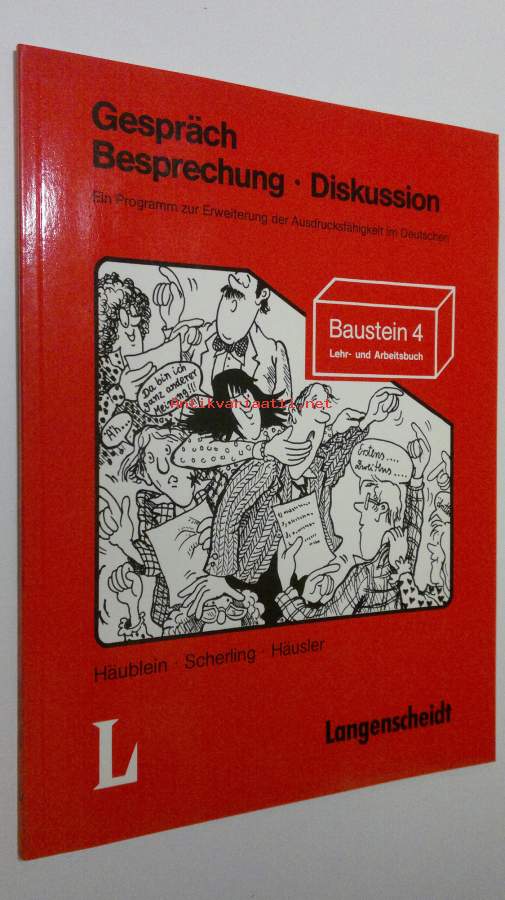 Gespräch
Besprechung · Diskussion
Ein Programm zur Erweiterung der Ausdrucksfähigkeit im Deutschen
Baustein 4
Lehr- und Arbeitsbuch
Da bin ich
ganz anderer
Meinung!!!
Antikvariaatti.net
Erstens....
Zweitens...
Häublein · Scherling · Häusler
L
Langenscheidt